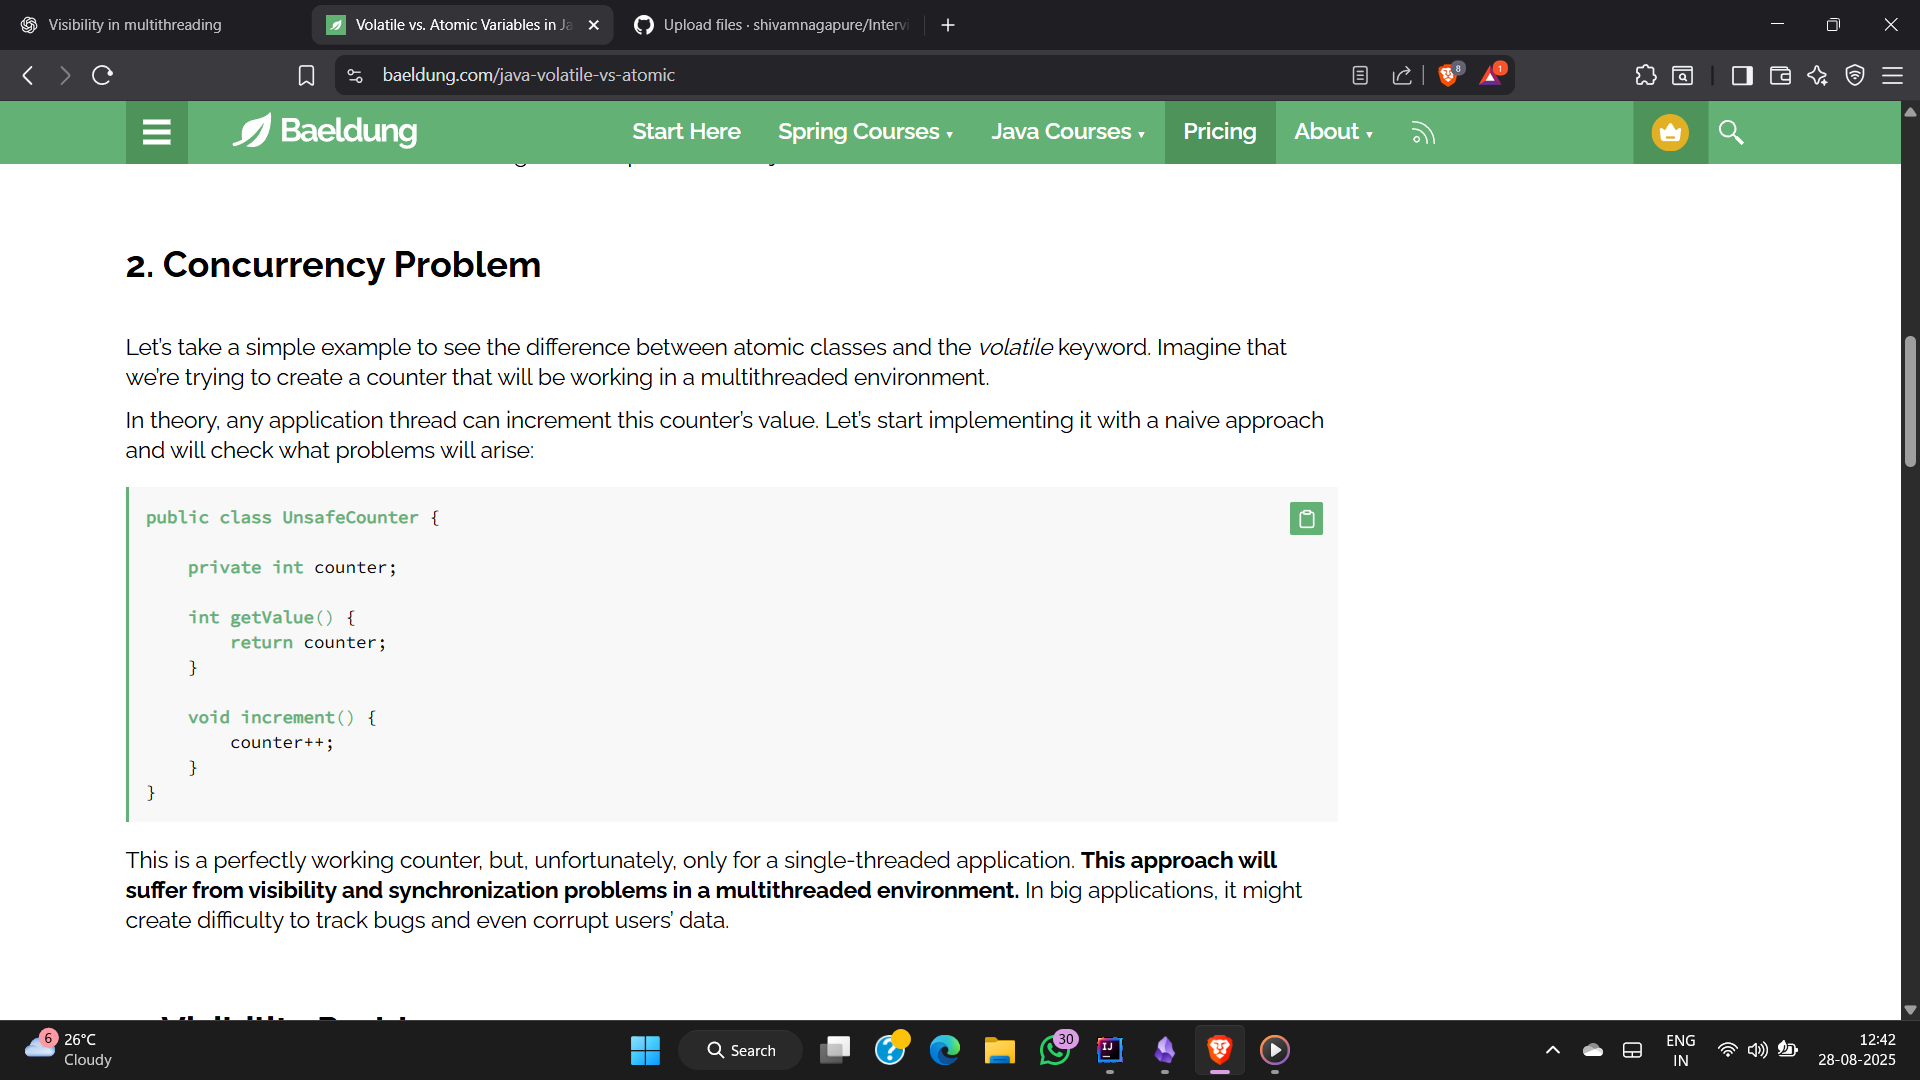 Visibility in multithreading
Volatile vs. Atomic Variables in Ja
Upload files · shivamnagapure/Intervi
baeldung.com/java-volatile-vs-atomic
8
1
Baeldung
Start Here
Spring Courses
Java Courses
Pricing
About
2. Concurrency Problem
Let's take a simple example to see the difference between atomic classes and the volatile keyword. Imagine that
we're trying to create a counter that will be working in a multithreaded environment.
In theory, any application thread can increment this counter's value. Let's start implementing it with a naive approach
and will check what problems will arise:
public class UnsafeCounter {
private int counter;
int getValue() {
return counter;
}
void increment() {
counter++;
}
}
This is a perfectly working counter, but, unfortunately, only for a single-threaded application. This approach will
suffer from visibility and synchronization problems in a multithreaded environment. In big applications, it might
create difficulty to track bugs and even corrupt users' data.
6
26°C
Cloudy
Search
30
IJ
ENG
IN
12:42
28-08-2025